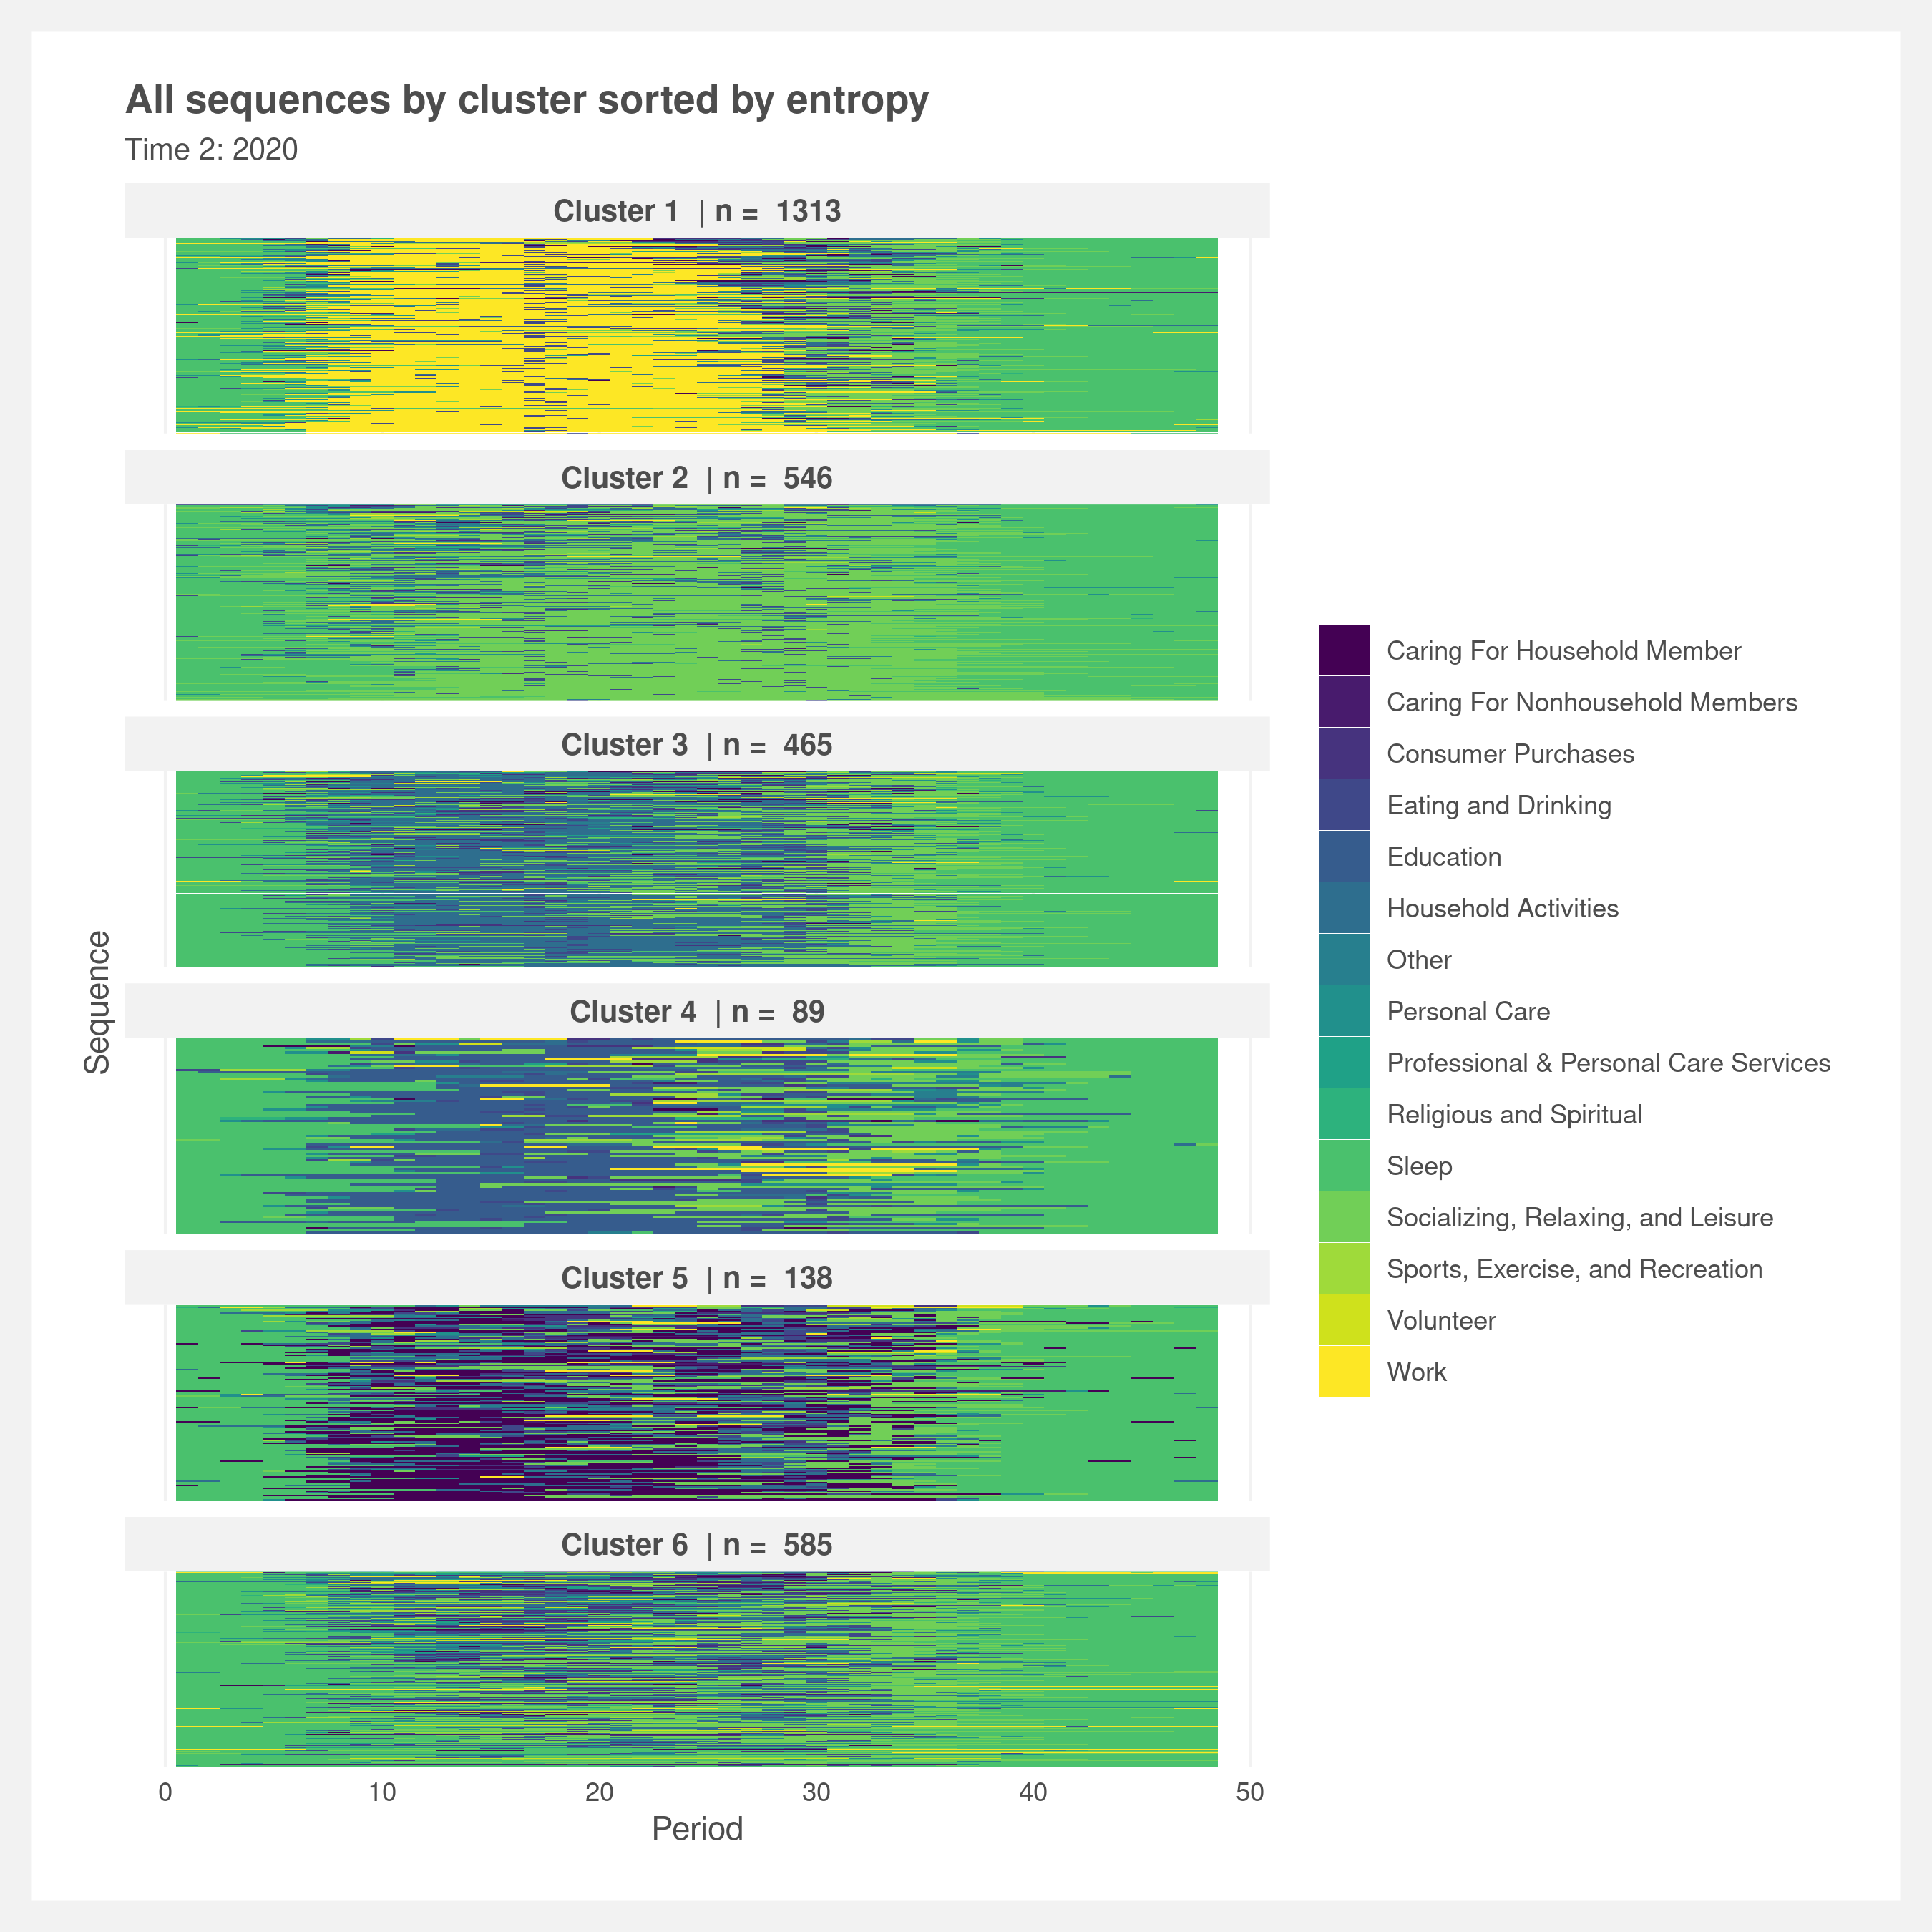 All sequences by cluster sorted by entropy
Time 2: 2020
Cluster 1 | n = 1313
Cluster 2 | n = 546
Cluster 3 | n = 465
Cluster 4 | n = 89
Cluster 5 | n = 138
Cluster 6 | n = 585
Sequence
0 10 20 30 40 50
Period
Caring For Household Member
Caring For Nonhousehold Members
Consumer Purchases
Eating and Drinking
Education
Household Activities
Other
Personal Care
Professional & Personal Care Services
Religious and Spiritual
Sleep
Socializing, Relaxing, and Leisure
Sports, Exercise, and Recreation
Volunteer
Work